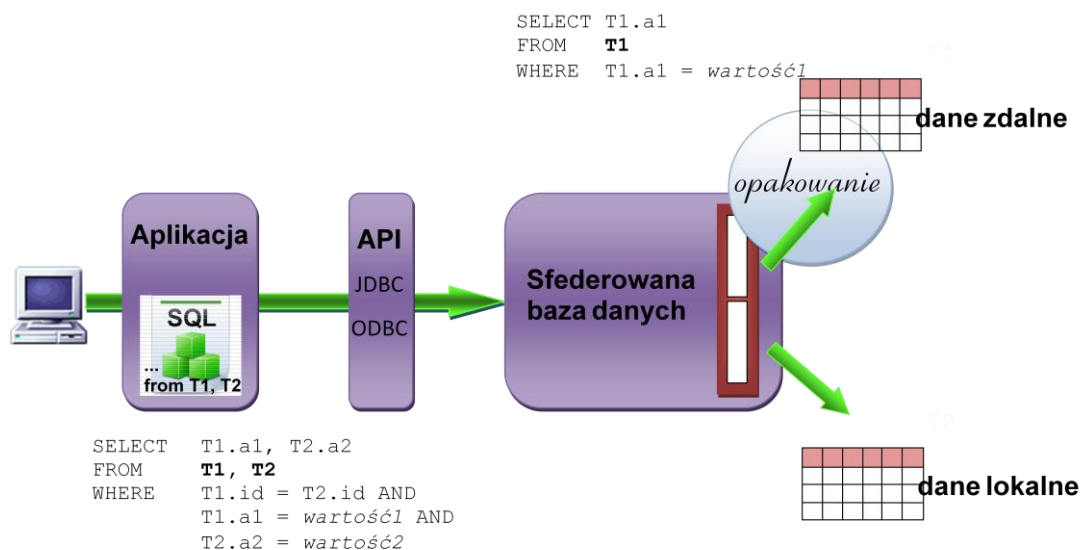 SELECT T1.a1
FROM T1
WHERE T1.a1 = wartość1
T1
dane zdalne
opakowanie
Aplikacja
SQL
...
from T1, T2
API
JDBC
ODBC
Sfederowana
baza danych
T2
dane lokalne
SELECT T1.a1, T2.a2
FROM T1, T2
WHERE T1.id = T2.id AND
T1.a1 = wartość1 AND
T2.a2 = wartość2